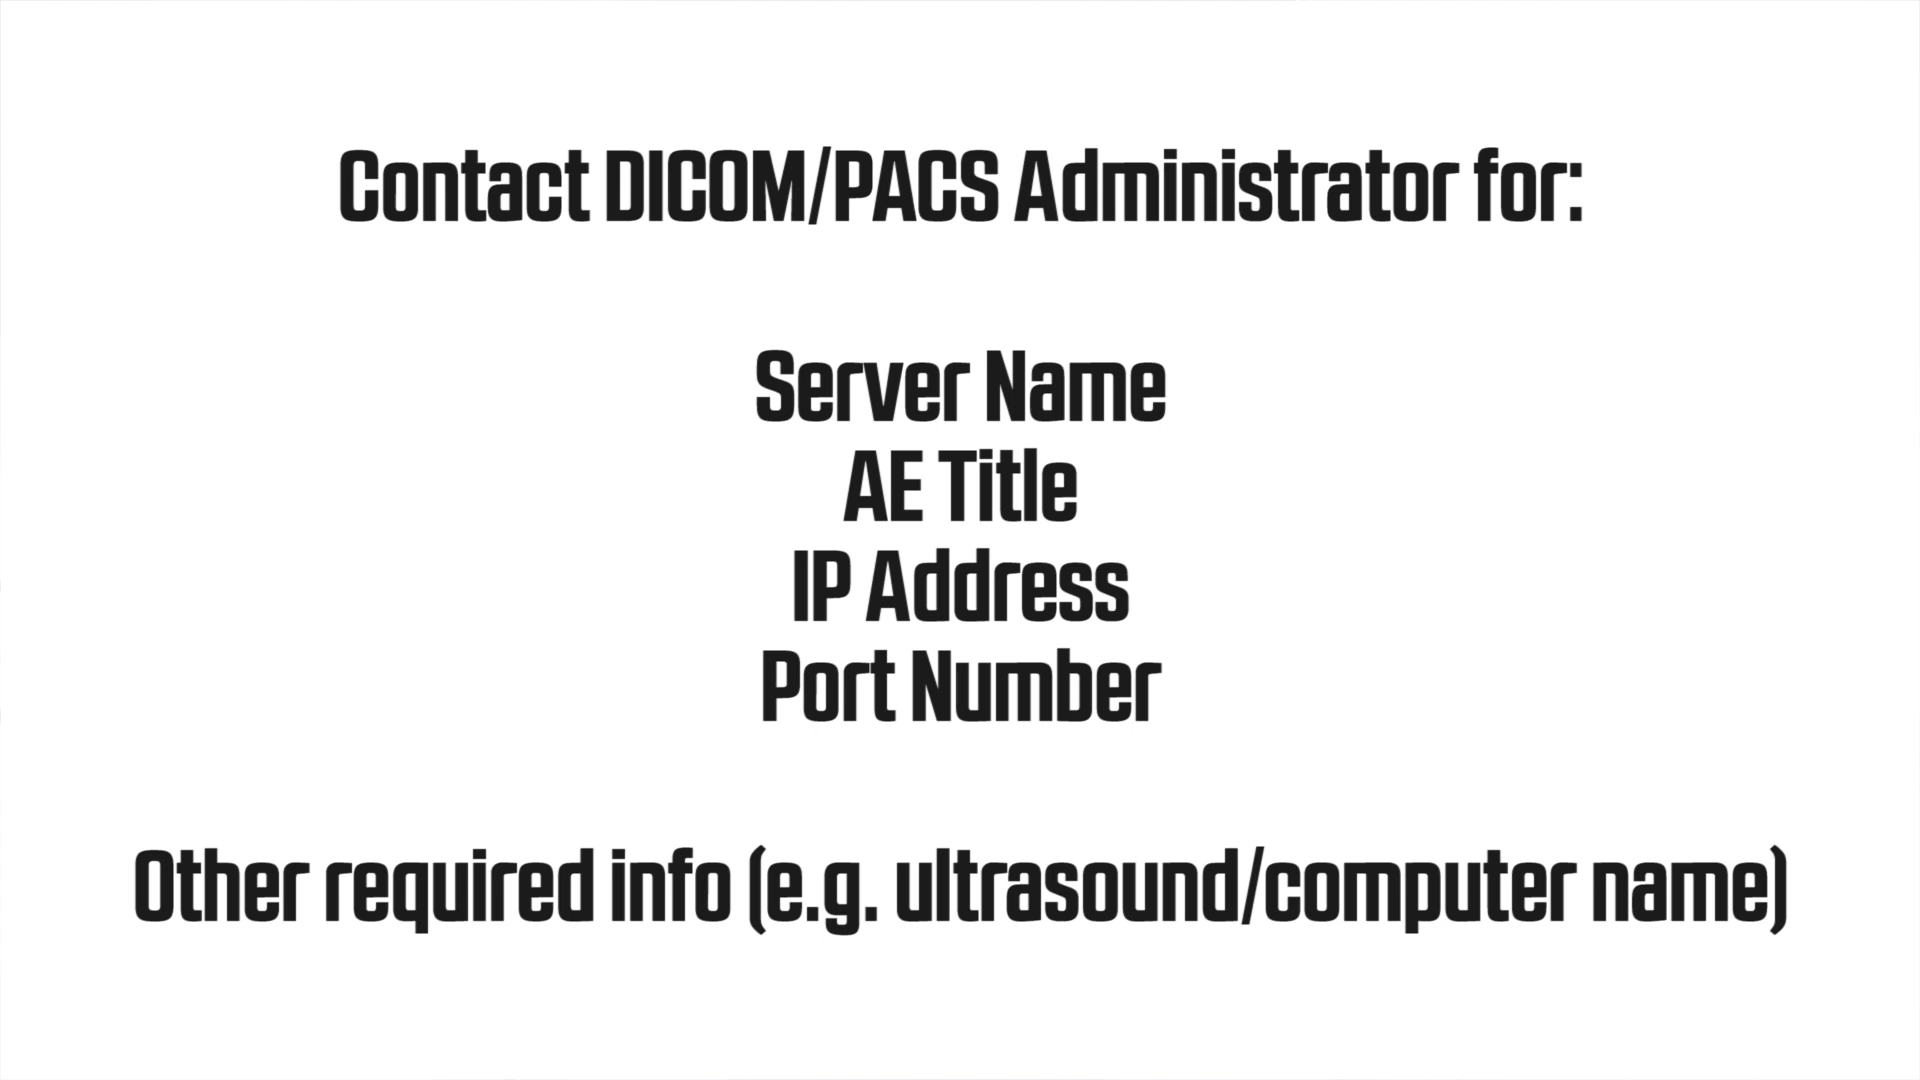 Contact DICOM/PACS Administrator for:
Server Name
AE Title
IP Address
Port Number
Other required info (e.g. ultrasound/computer name)